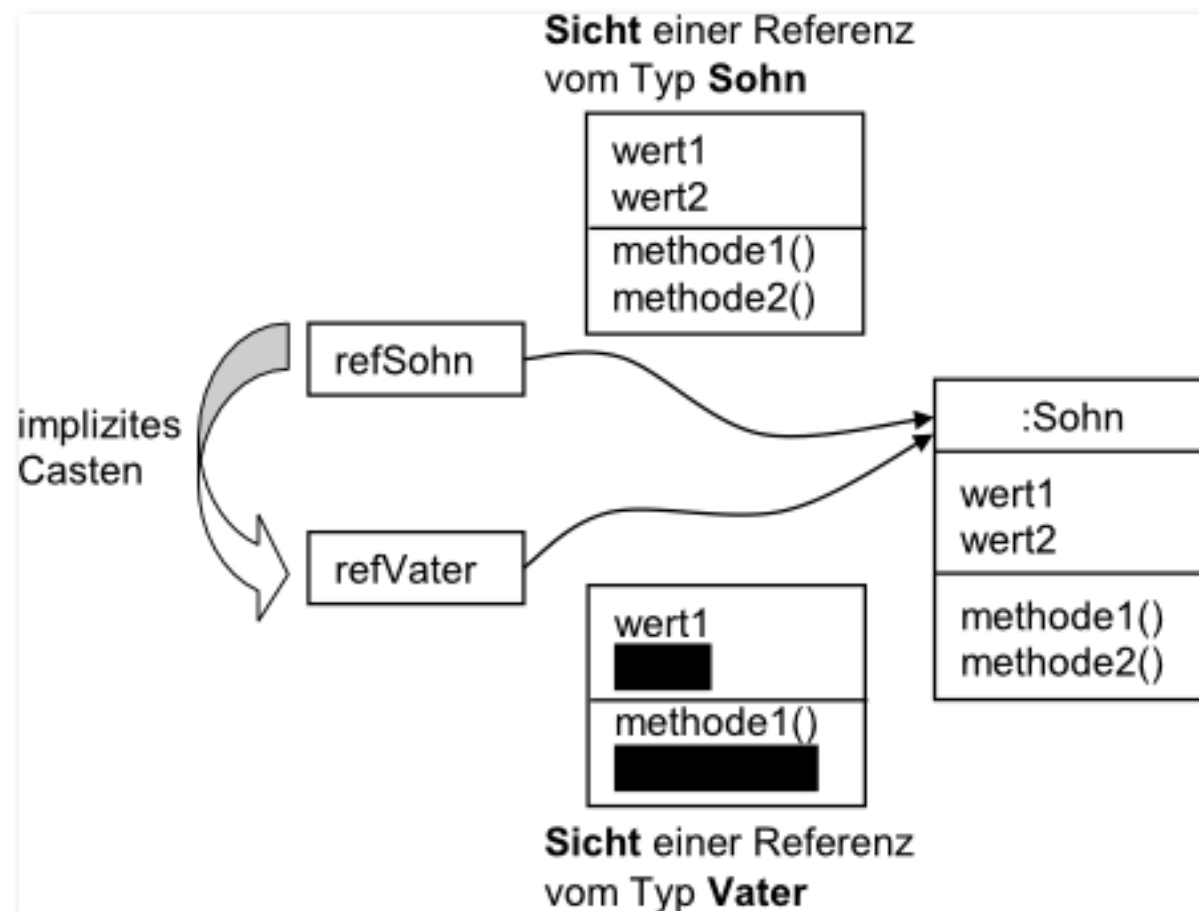 Sicht einer Referenz
vom Typ Sohn
wert1
wert2
methode1()
methode2()
refSohn
implizites
Casten
:Sohn
wert1
wert2
methode1()
methode2()
refVater
wert1
methode1()
Sicht einer Referenz
vom Typ Vater